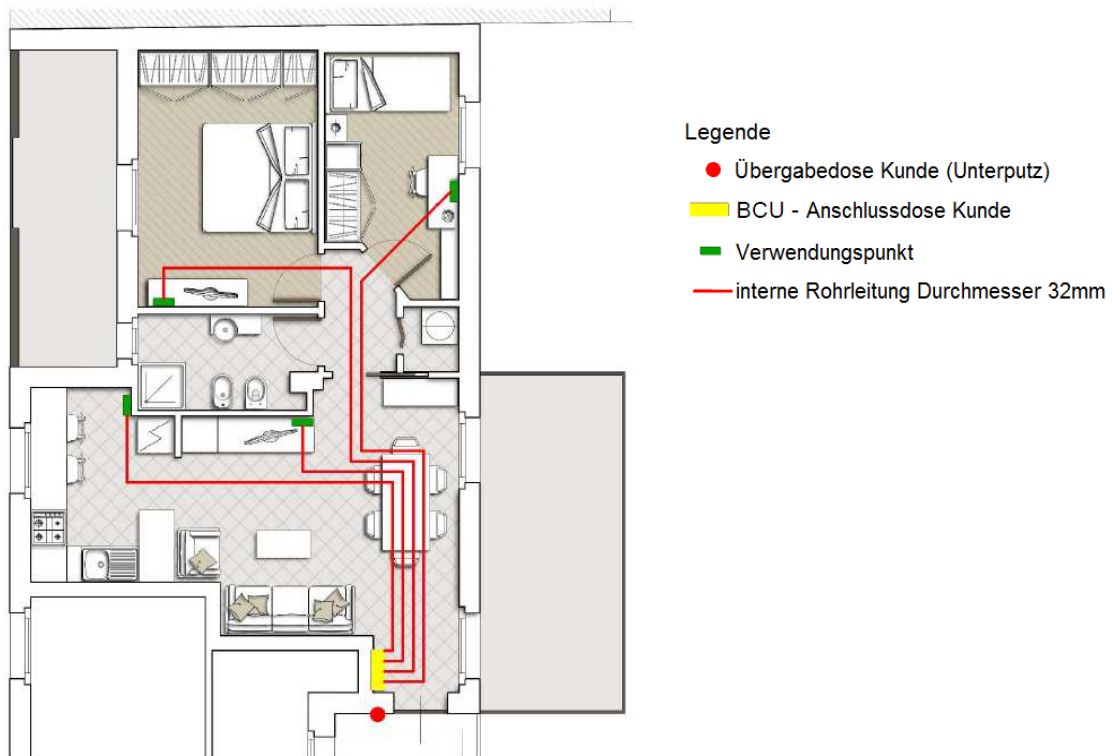 Legende
Übergabedose Kunde (Unterputz)
BCU - Anschlussdose Kunde
Verwendungspunkt
interne Rohrleitung Durchmesser 32mm